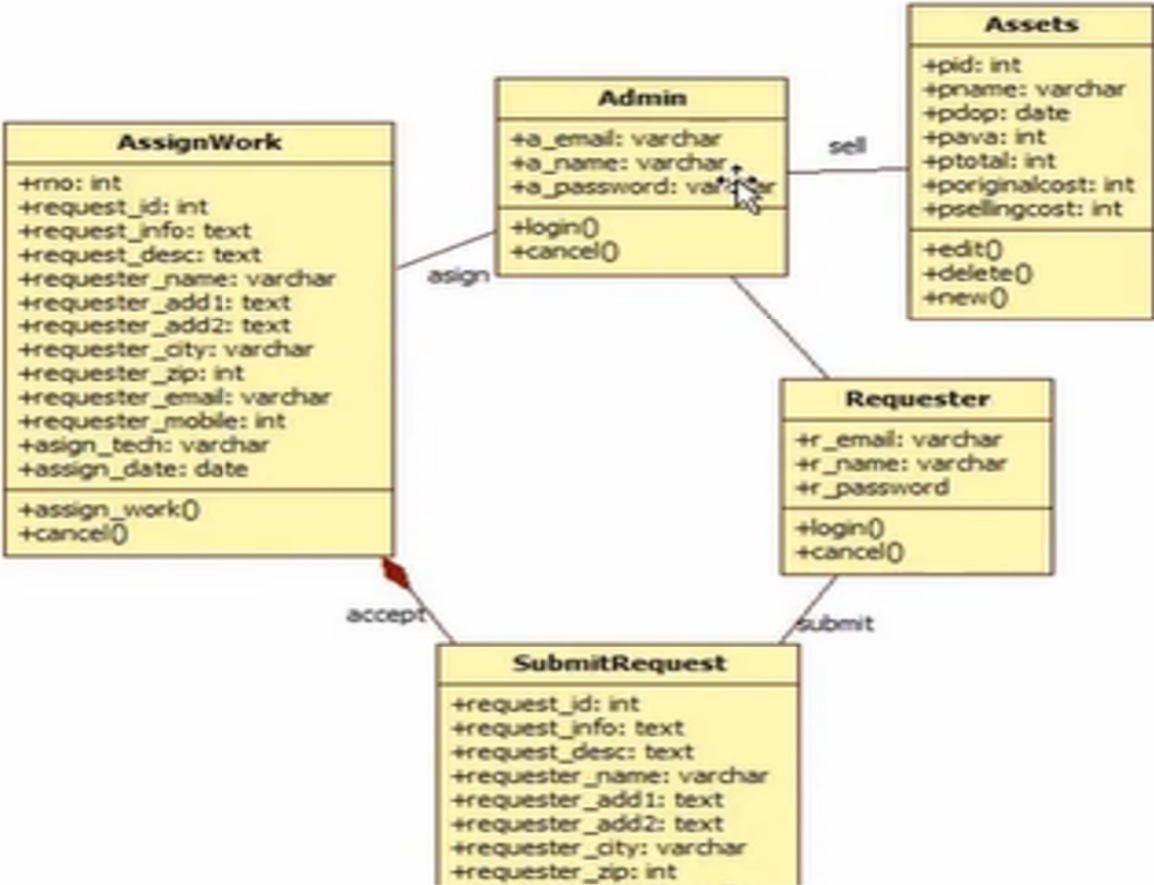 Assets
+pid: int
+pname: varchar
+pdop: date
+pava: int
+ptotal: int
+poriginalcost: int
+psellingcost: int
+edit()
+delete()
+new()
sell
Admin
+a_email: varchar
+a_name: varchar
+a_password:
+login()
+cancel()
AssignWork
+rno: int
+request_id: int
+request_info: text
+request_desc: text
+requester_name: varchar
+requester_add1: text
+requester_add2: text
+requester_city: varchar
+requester_zip: int
+requester_email: varchar
+requester_mobile: int
+asign_tech: varchar
+assign_date: date
+assign_work()
+cancel()
asign
Requester
+r_email: varchar
+r_name: varchar
+r_password
+login()
+cancel()
accept
submit
SubmitRequest
+request_id: int
+request_info: text
+request_desc: text
+requester_name: varchar
+requester_add1: text
+requester_add2: text
+requester_city: varchar
+requester_zip: int